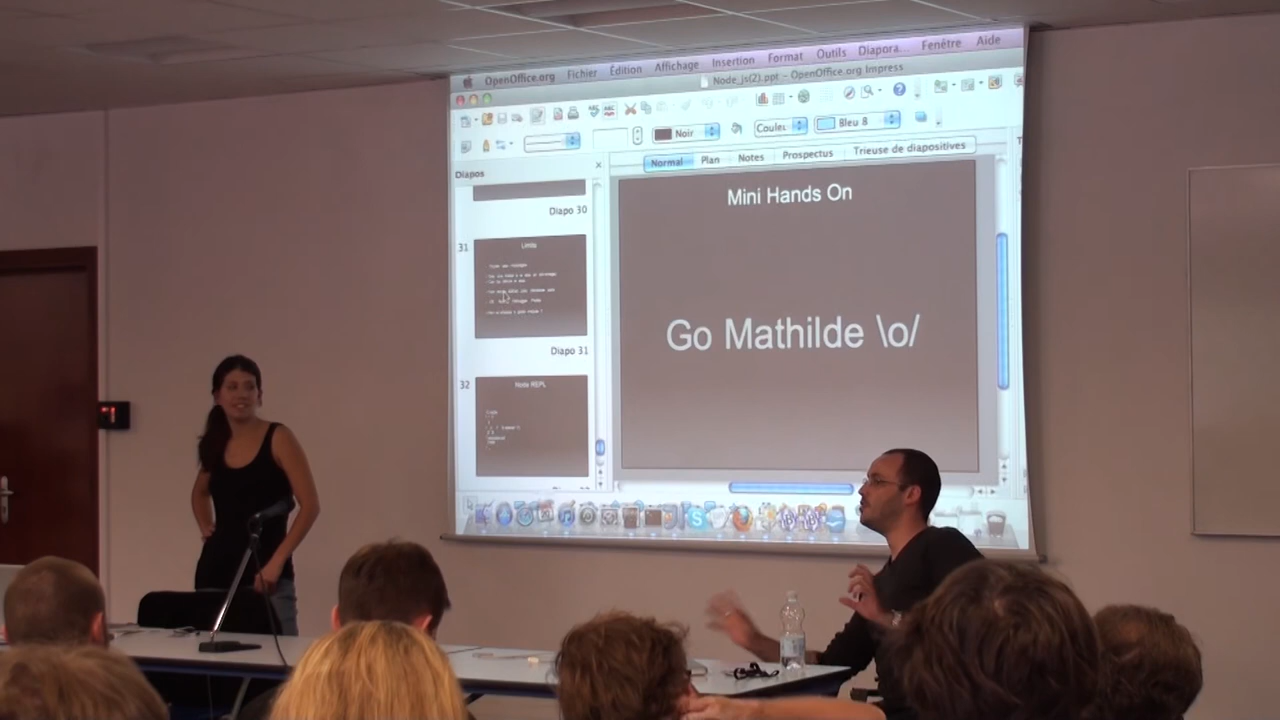 OpenOffice.org Fichier Édition Affichage Insertion Format Outils Diapora... Fenêtre Aide
Node_js(2).ppt - OpenOffice.org Impress
Noir Couleu Bleu 8
Normal Plan Notes Prospectus Trieuse de diapositives
Diapos
Diapo 30
31
Limits
Diapo 31
32
Node REPL
Mini Hands On
Go Mathilde \o/